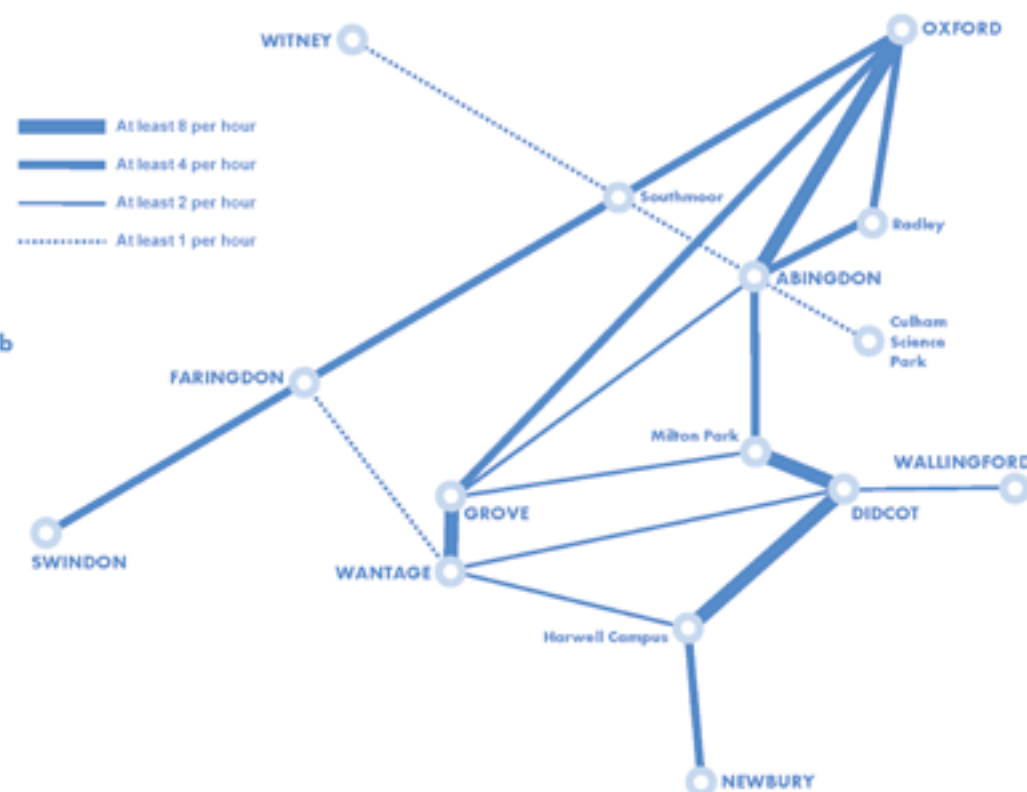 WITNEY
OXFORD
At least 8 per hour
At least 4 per hour
At least 2 per hour
At least 1 per hour
Southmoor
Radley
ABINGDON
Culham
Science
Park
b
FARINGDON
Milton Park
WALLINGFORD
GROVE
DIDCOT
SWINDON
WANTAGE
Harwell Campus
NEWBURY